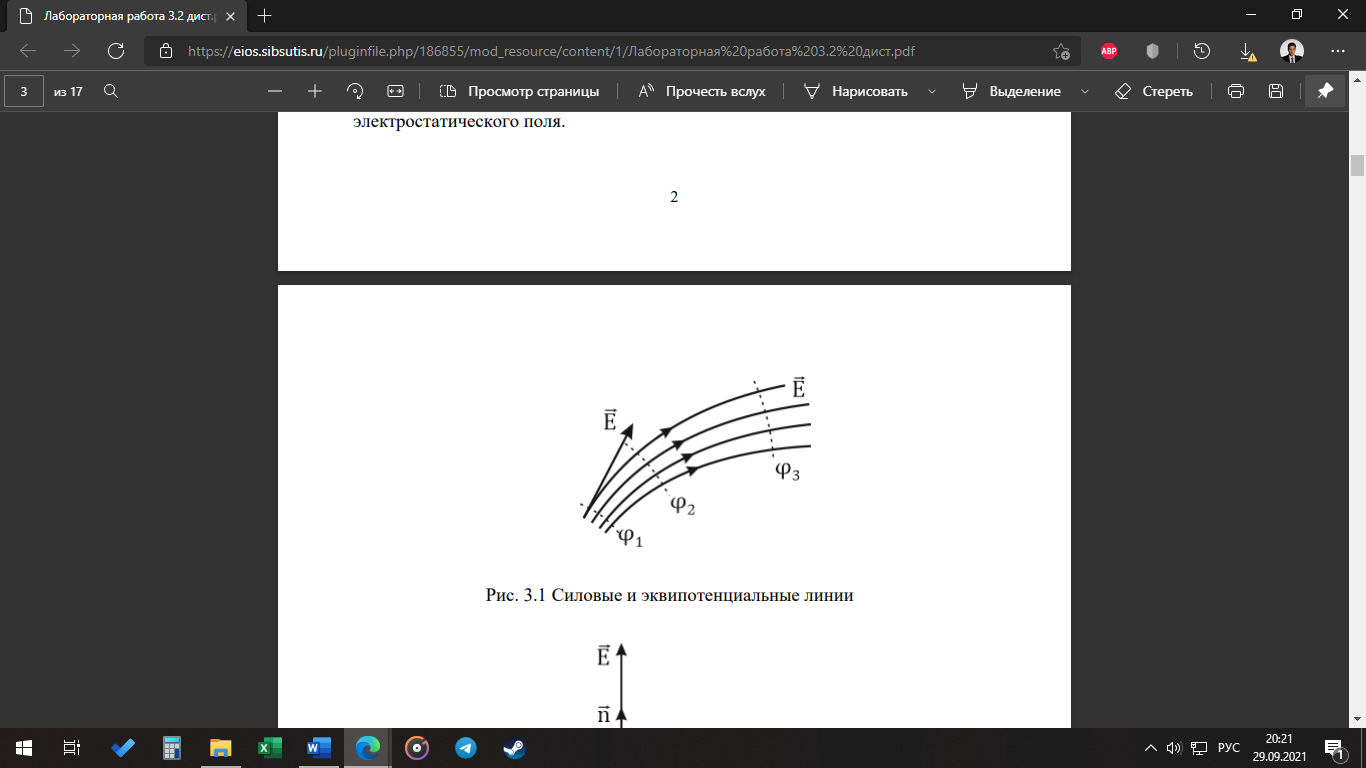 Лабораторная работа 3.2 дист.p
https://eios.sibsutis.ru/pluginfile.php/186855/mod_resource/content/1/Лабораторная%20работа%203.2%20дист.pdf
ABP
3 из 17
Просмотр страницы
Прочесть вслух
Нарисовать
Выделение
Стереть
электростатического поля.
2
E⃗
E⃗
φ3
φ2
φ1
Рис. 3.1 Силовые и эквипотенциальные линии
E⃗
n⃗
РУС
20:21
29.09.2021
1